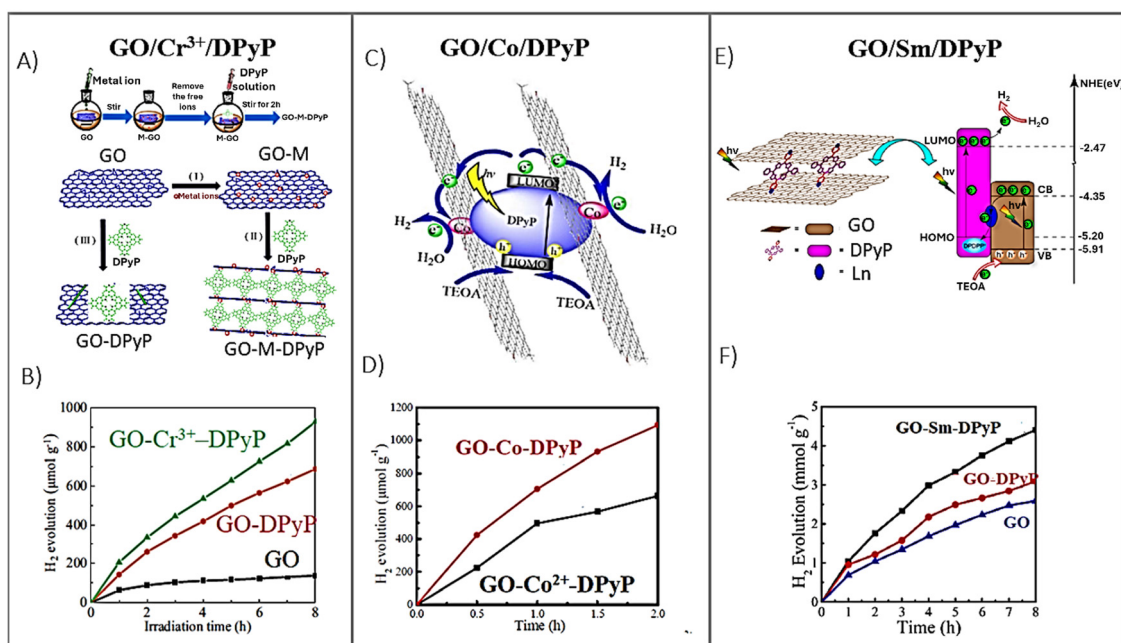 GO/Cr³⁺/DPyP
A)
Metal ion
Stir
Remove the free ions
DPyP solution
Stir for 2h
GO-M-DPyP
GO
M-GO
M-GO
GO
GO-M
(I)
Metal ions
(III)
DPyP
(II)
DPyP
GO-DPyP
GO-M-DPyP
B)
H₂ evolution (μmol g⁻¹)
1000
800
600
400
200
0
GO-Cr³⁺–DPyP
GO-DPyP
GO
0 2 4 6 8
Irradiation time (h)
GO/Co/DPyP
C)
hν
e⁻
e⁻
e⁻
e⁻
e⁻
LUMO
H₂
DPyP
Co
Co
H₂
H₂O
H₂O
h⁺
h⁺
HOMO
TEOA
TEOA
D)
H₂ evolution (μmol g⁻¹)
1200
1000
800
600
400
200
0
GO-Co-DPyP
GO-Co²⁺-DPyP
0.0 0.5 1.0 1.5 2.0
Time (h)
GO/Sm/DPyP
E)
NHE(eV)
H₂
H₂O
LUMO
-2.47
hν
hν
hν
CB
-4.35
HOMO
-5.20
-5.91
VB
h⁺ h⁺ h⁺
TEOA
= GO
= DPyP
= Ln
F)
H₂ Evolution (mmol g⁻¹)
5
4
3
2
1
0
GO-Sm-DPyP
GO-DPyP
GO
0 1 2 3 4 5 6 7 8
Time (h)